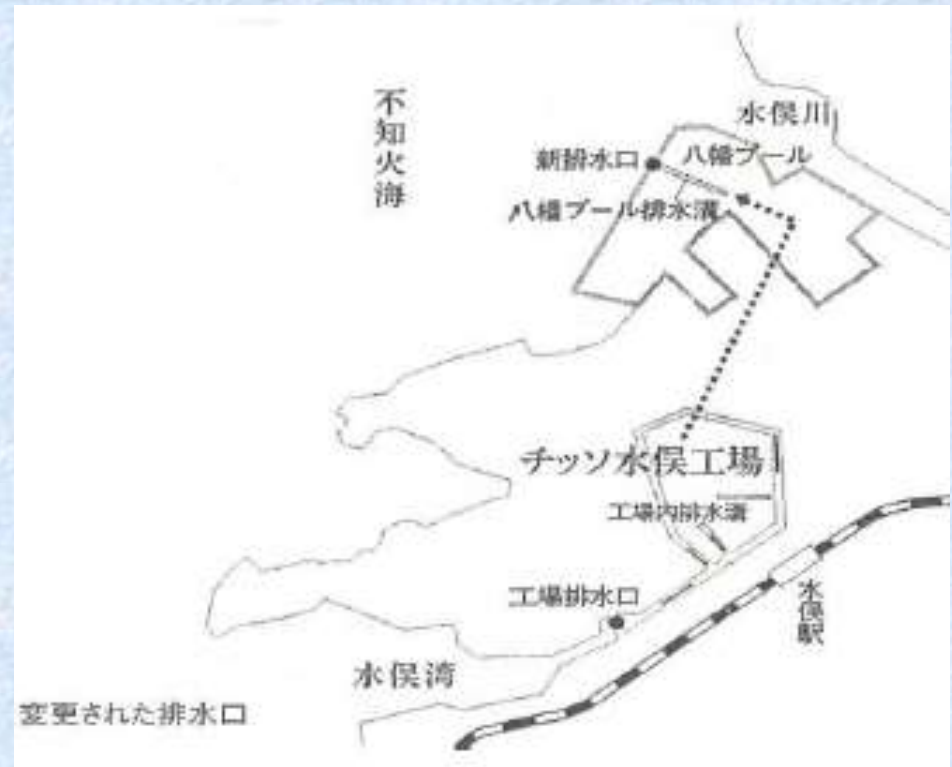 不知火海
水俣川
新排水口
八幡プール
八幡プール排水溝
チッソ水俣工場
工場内排水溝
工場排水口
水俣駅
水俣湾
変更された排水口